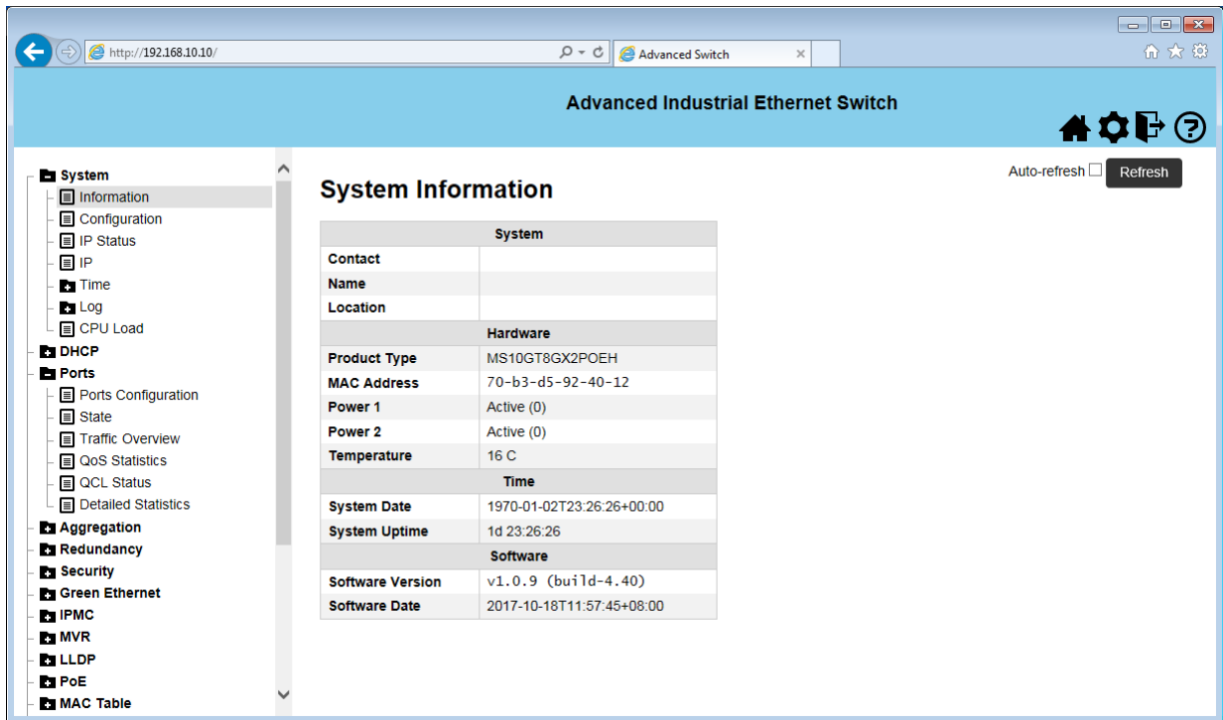 http://192.168.10.10/
Advanced Switch
Advanced Industrial Ethernet Switch
System
Information
Configuration
IP Status
IP
Time
Log
CPU Load
DHCP
Ports
Ports Configuration
State
Traffic Overview
QoS Statistics
QCL Status
Detailed Statistics
Aggregation
Redundancy
Security
Green Ethernet
IPMC
MVR
LLDP
PoE
MAC Table
Auto-refresh Refresh
System Information
System
Contact
Name
Location
Hardware
Product Type MS10GT8GX2POEH
MAC Address 70-b3-d5-92-40-12
Power 1 Active (0)
Power 2 Active (0)
Temperature 16 C
Time
System Date 1970-01-02T23:26:26+00:00
System Uptime 1d 23:26:26
Software
Software Version v1.0.9 (build-4.40)
Software Date 2017-10-18T11:57:45+08:00